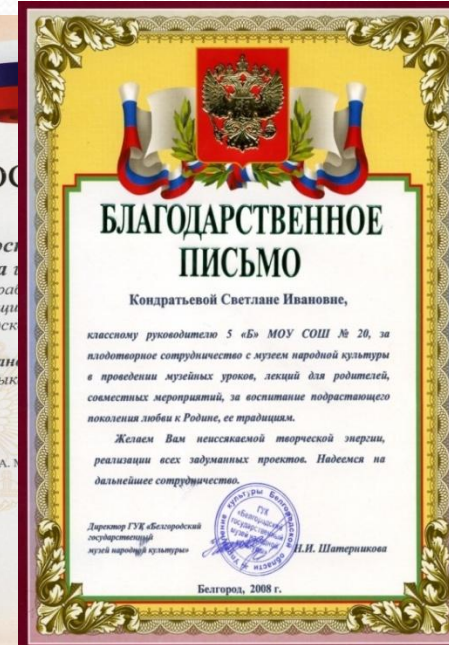 БЛАГОДАРСТВЕННОЕ
ПИСЬМО
Кондратьевой Светлане Ивановне,
классному руководителю 5 «Б» МОУ СОШ № 20, за
плодотворное сотрудничество с музеем народной культуры
в проведении музейных уроков, лекций для родителей,
совместных мероприятий, за воспитание подрастающего
поколения любви к Родине, ее традициям.
Желаем Вам неиссякаемой творческой энергии,
реализации всех задуманных проектов. Надеемся на
дальнейшее сотрудничество.
Директор ГУК «Белгородский
государственный
музей народной культуры»
Н.И. Шатерникова
Белгород, 2008 г.